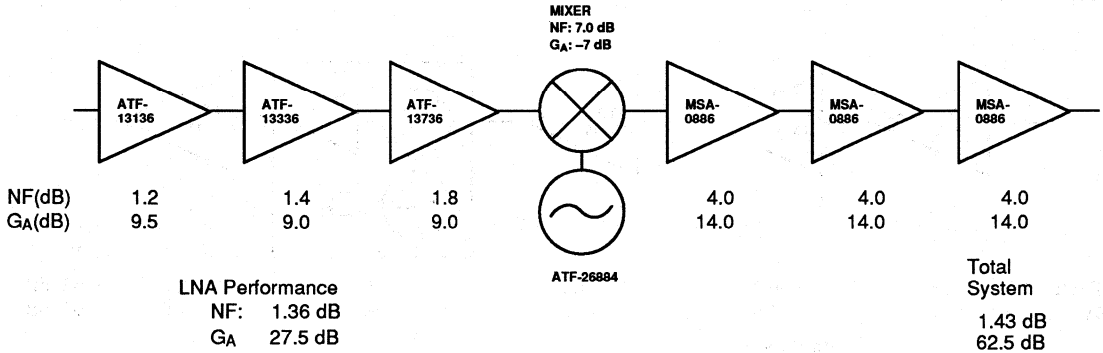 MIXER
NF: 7.0 dB
GA: –7 dB
ATF-
13136
ATF-
13336
ATF-
13736
MSA-
0886
MSA-
0886
MSA-
0886
NF(dB) 1.2 1.4 1.8 4.0 4.0 4.0
GA(dB) 9.5 9.0 9.0 14.0 14.0 14.0
ATF-26884
LNA Performance
NF: 1.36 dB
GA 27.5 dB
Total
System
1.43 dB
62.5 dB